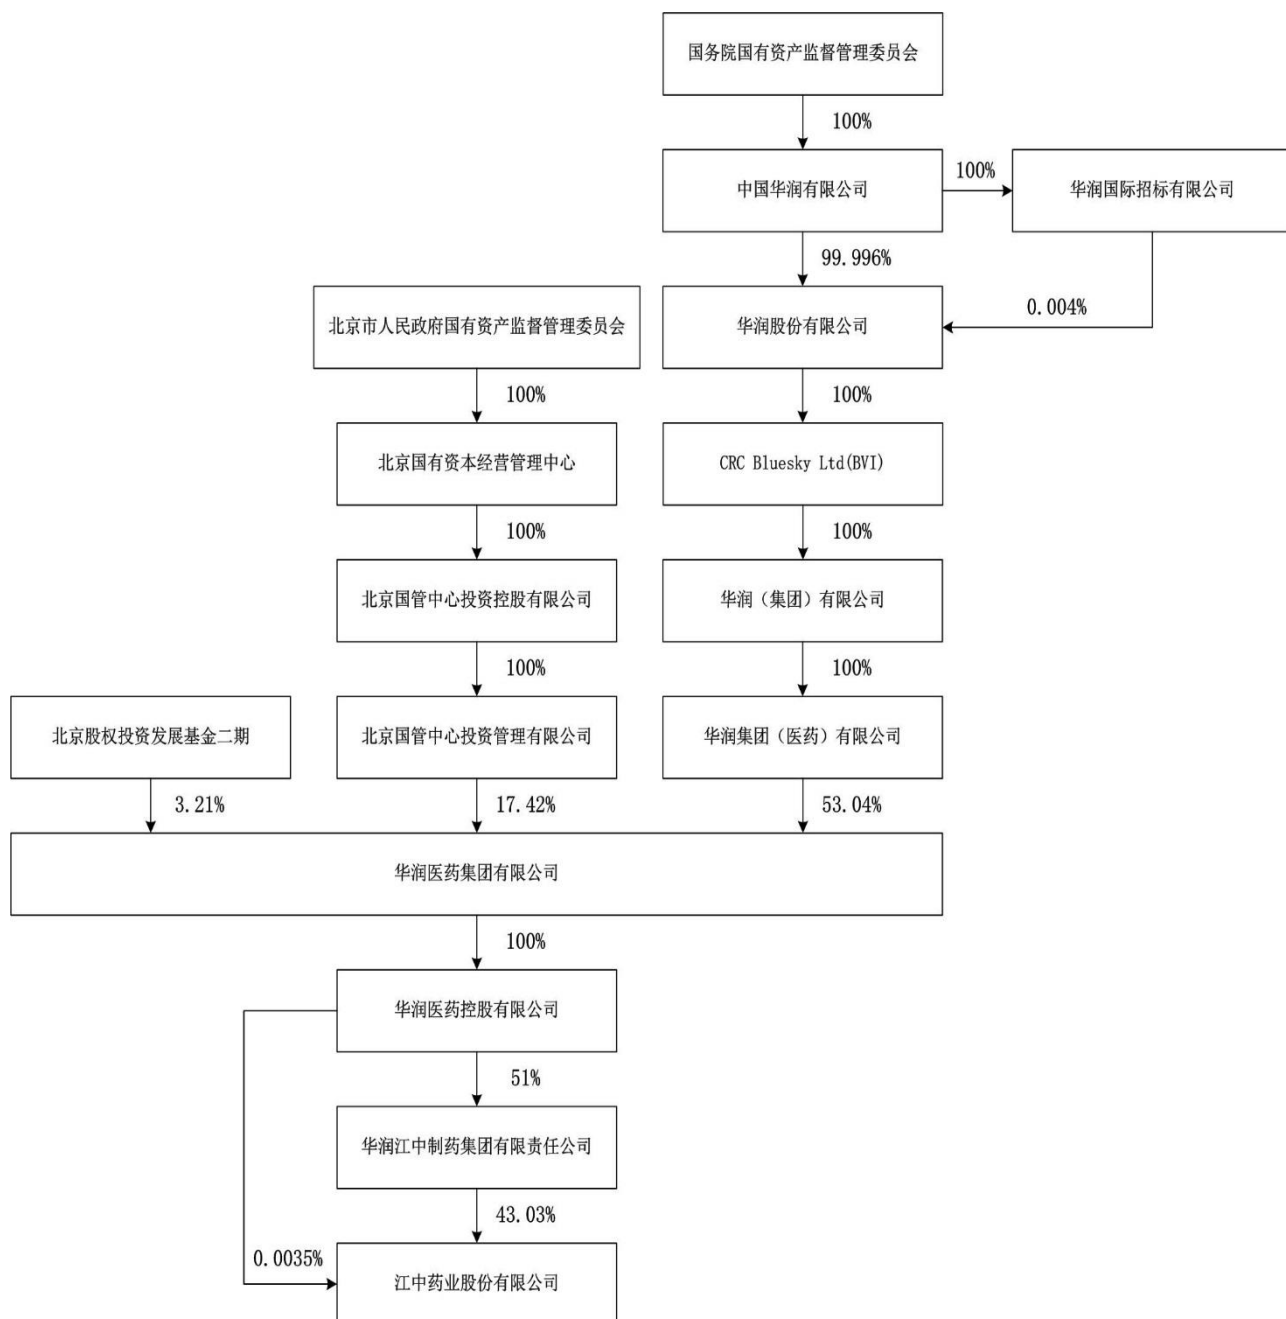 国务院国有资产监督管理委员会
100%
中国华润有限公司
100%
华润国际招标有限公司
99.996%
北京市人民政府国有资产监督管理委员会
华润股份有限公司
0.004%
100%
100%
北京国有资本经营管理中心
CRC Bluesky Ltd(BVI)
100%
100%
北京国管中心投资控股有限公司
华润（集团）有限公司
100%
100%
北京股权投资发展基金二期
北京国管中心投资管理有限公司
华润集团（医药）有限公司
3.21%
17.42%
53.04%
华润医药集团有限公司
100%
华润医药控股有限公司
51%
华润江中制药集团有限责任公司
43.03%
0.0035%
江中药业股份有限公司